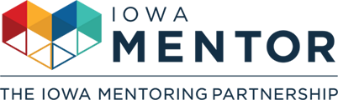 IOWA
MENTOR
THE IOWA MENTORING PARTNERSHIP